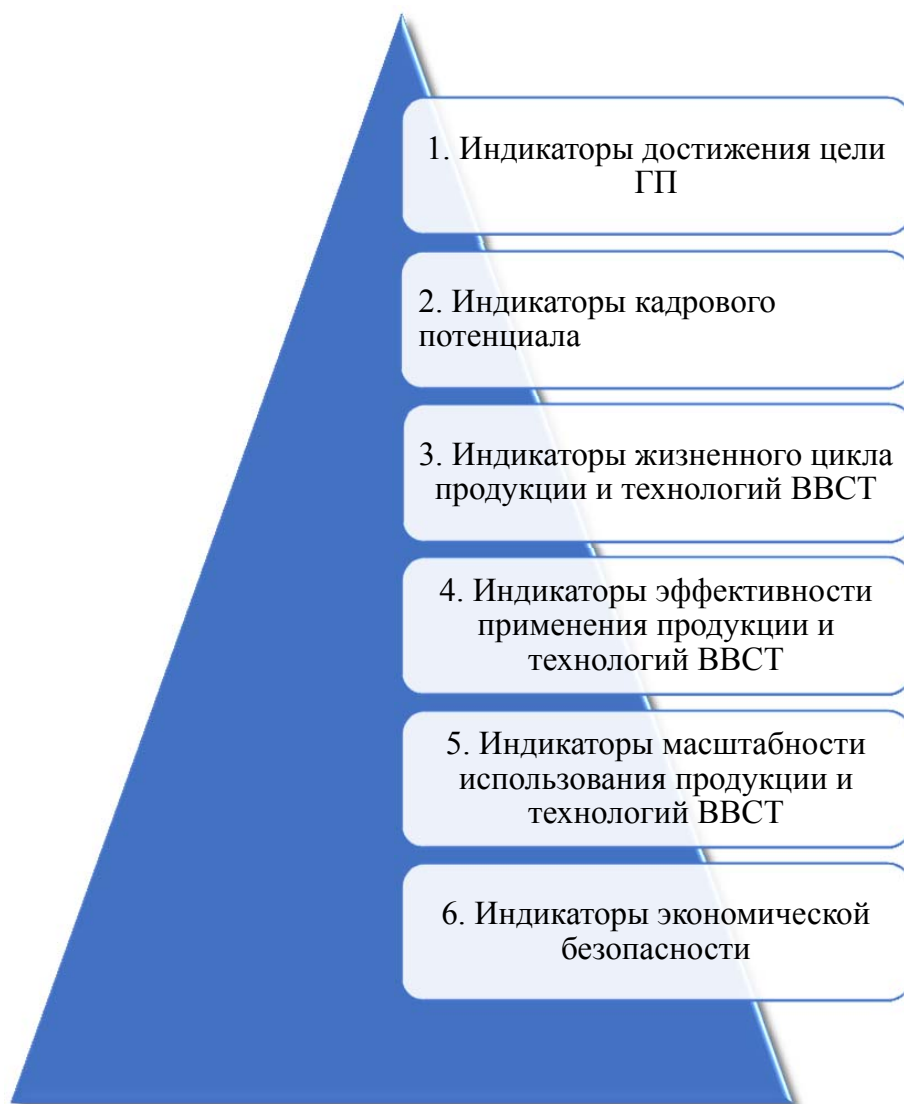 1. Индикаторы достижения цели
ГП
2. Индикаторы кадрового
потенциала
3. Индикаторы жизненного цикла
продукции и технологий ВВСТ
4. Индикаторы эффективности
применения продукции и
технологий ВВСТ
5. Индикаторы масштабности
использования продукции и
технологий ВВСТ
6. Индикаторы экономической
безопасности